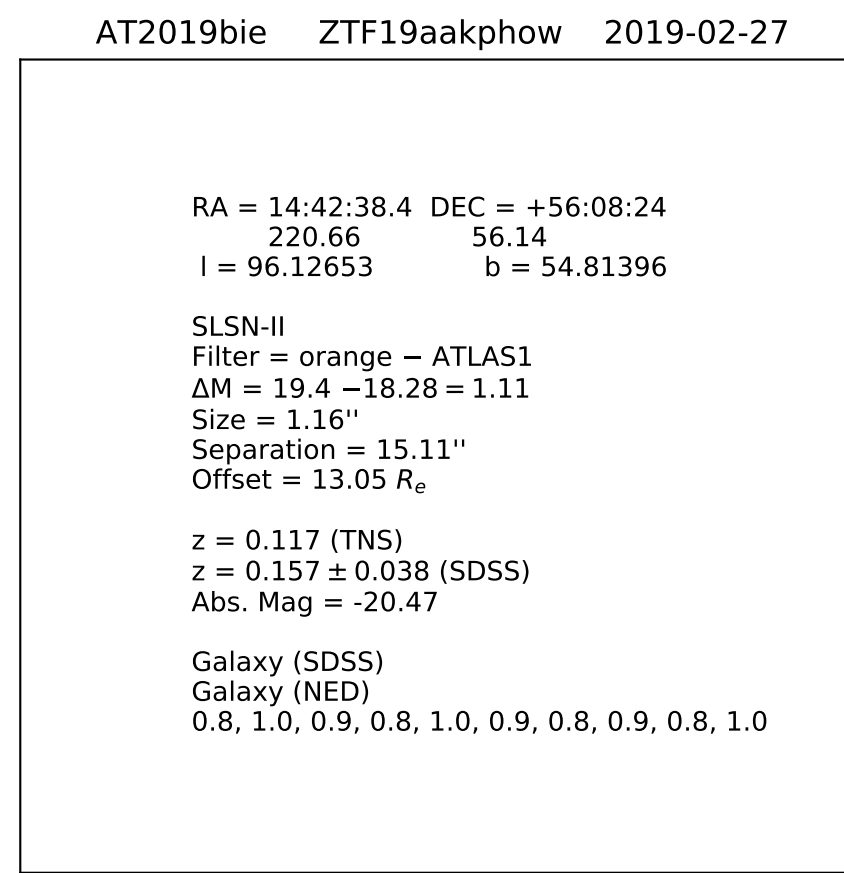 AT2019bie ZTF19aakphow 2019-02-27
RA = 14:42:38.4 DEC = +56:08:24
220.66 56.14
l = 96.12653 b = 54.81396
SLSN-II
Filter = orange − ATLAS1
ΔM = 19.4 −18.28 = 1.11
Size = 1.16''
Separation = 15.11''
Offset = 13.05 Rₑ
z = 0.117 (TNS)
z = 0.157 ± 0.038 (SDSS)
Abs. Mag = -20.47
Galaxy (SDSS)
Galaxy (NED)
0.8, 1.0, 0.9, 0.8, 1.0, 0.9, 0.8, 0.9, 0.8, 1.0